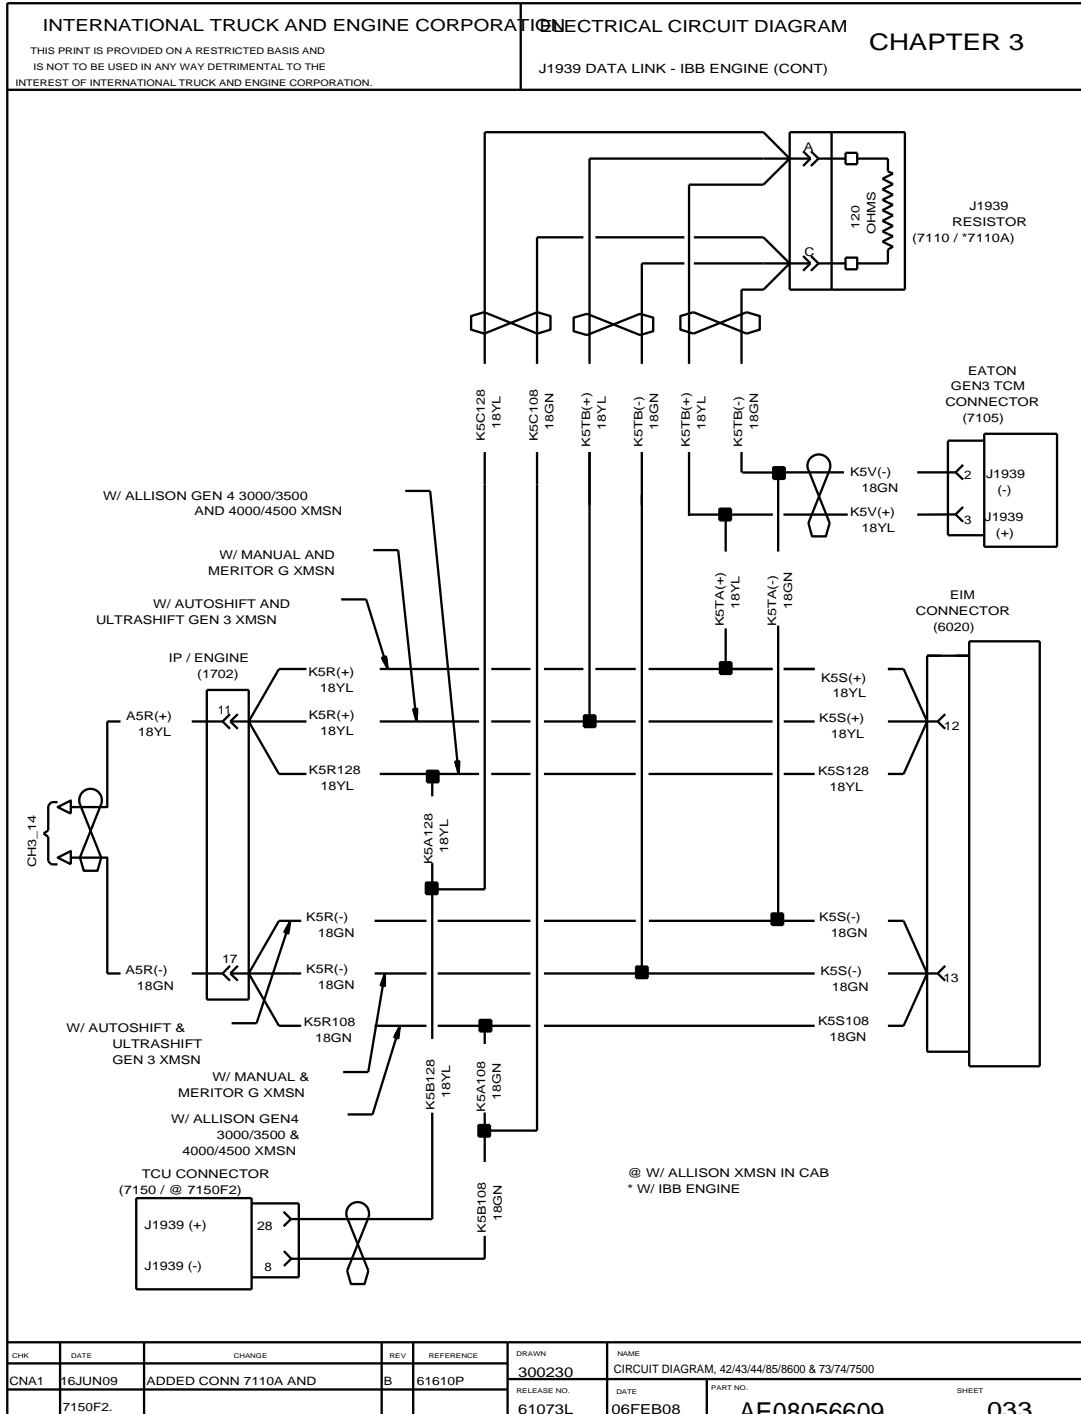 INTERNATIONAL TRUCK AND ENGINE CORPORATION
THIS PRINT IS PROVIDED ON A RESTRICTED BASIS AND
IS NOT TO BE USED IN ANY WAY DETRIMENTAL TO THE
INTEREST OF INTERNATIONAL TRUCK AND ENGINE CORPORATION.
ELECTRICAL CIRCUIT DIAGRAM
J1939 DATA LINK - IBB ENGINE (CONT)
CHAPTER 3
A
C
120
OHMS
J1939
RESISTOR
(7110 / *7110A)
K5C128
18YL
K5C108
18GN
K5TB(+)
18YL
K5TB(-)
18GN
K5TB(+)
18YL
K5TB(-)
18GN
EATON
GEN3 TCM
CONNECTOR
(7105)
K5V(-)
18GN
2
J1939
(-)
K5V(+)
18YL
3
J1939
(+)
W/ ALLISON GEN 4 3000/3500
AND 4000/4500 XMSN
W/ MANUAL AND
MERITOR G XMSN
W/ AUTOSHIFT AND
ULTRASHIFT GEN 3 XMSN
K5TA(+)
18YL
K5TA(-)
18GN
EIM
CONNECTOR
(6020)
IP / ENGINE
(1702)
K5R(+)
18YL
K5S(+)
18YL
A5R(+)
18YL
11
K5R(+)
18YL
K5S(+)
18YL
12
K5R128
18YL
K5S128
18YL
CH3_14
K5A128
18YL
K5R(-)
18GN
K5S(-)
18GN
A5R(-)
18GN
17
K5R(-)
18GN
K5S(-)
18GN
13
K5R108
18GN
K5S108
18GN
W/ AUTOSHIFT &
ULTRASHIFT
GEN 3 XMSN
W/ MANUAL &
MERITOR G XMSN
W/ ALLISON GEN4
3000/3500 &
4000/4500 XMSN
K5B128
18YL
K5A108
18GN
K5B108
18GN
TCU CONNECTOR
(7150 / @ 7150F2)
J1939 (+)
28
J1939 (-)
8
@ W/ ALLISON XMSN IN CAB
* W/ IBB ENGINE
CHK DATE CHANGE REV REFERENCE
CNA1 16JUN09 ADDED CONN 7110A AND B 61610P
7150F2.
DRAWN
300230
NAME
CIRCUIT DIAGRAM, 42/43/44/85/8600 & 73/74/7500
RELEASE NO.
61073L
DATE
06FEB08
PART NO.
AE08056609
SHEET
033